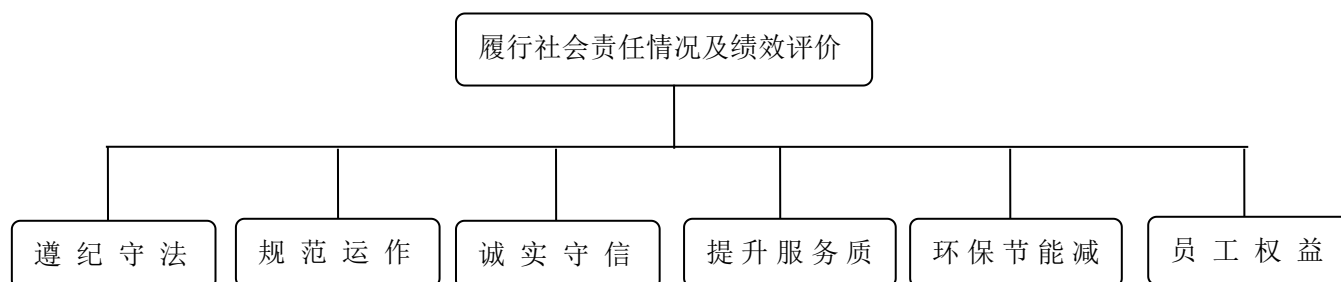 履行社会责任情况及绩效评价
遵纪守法
规范运作
诚实守信
提升服务质
环保节能减
员工权益